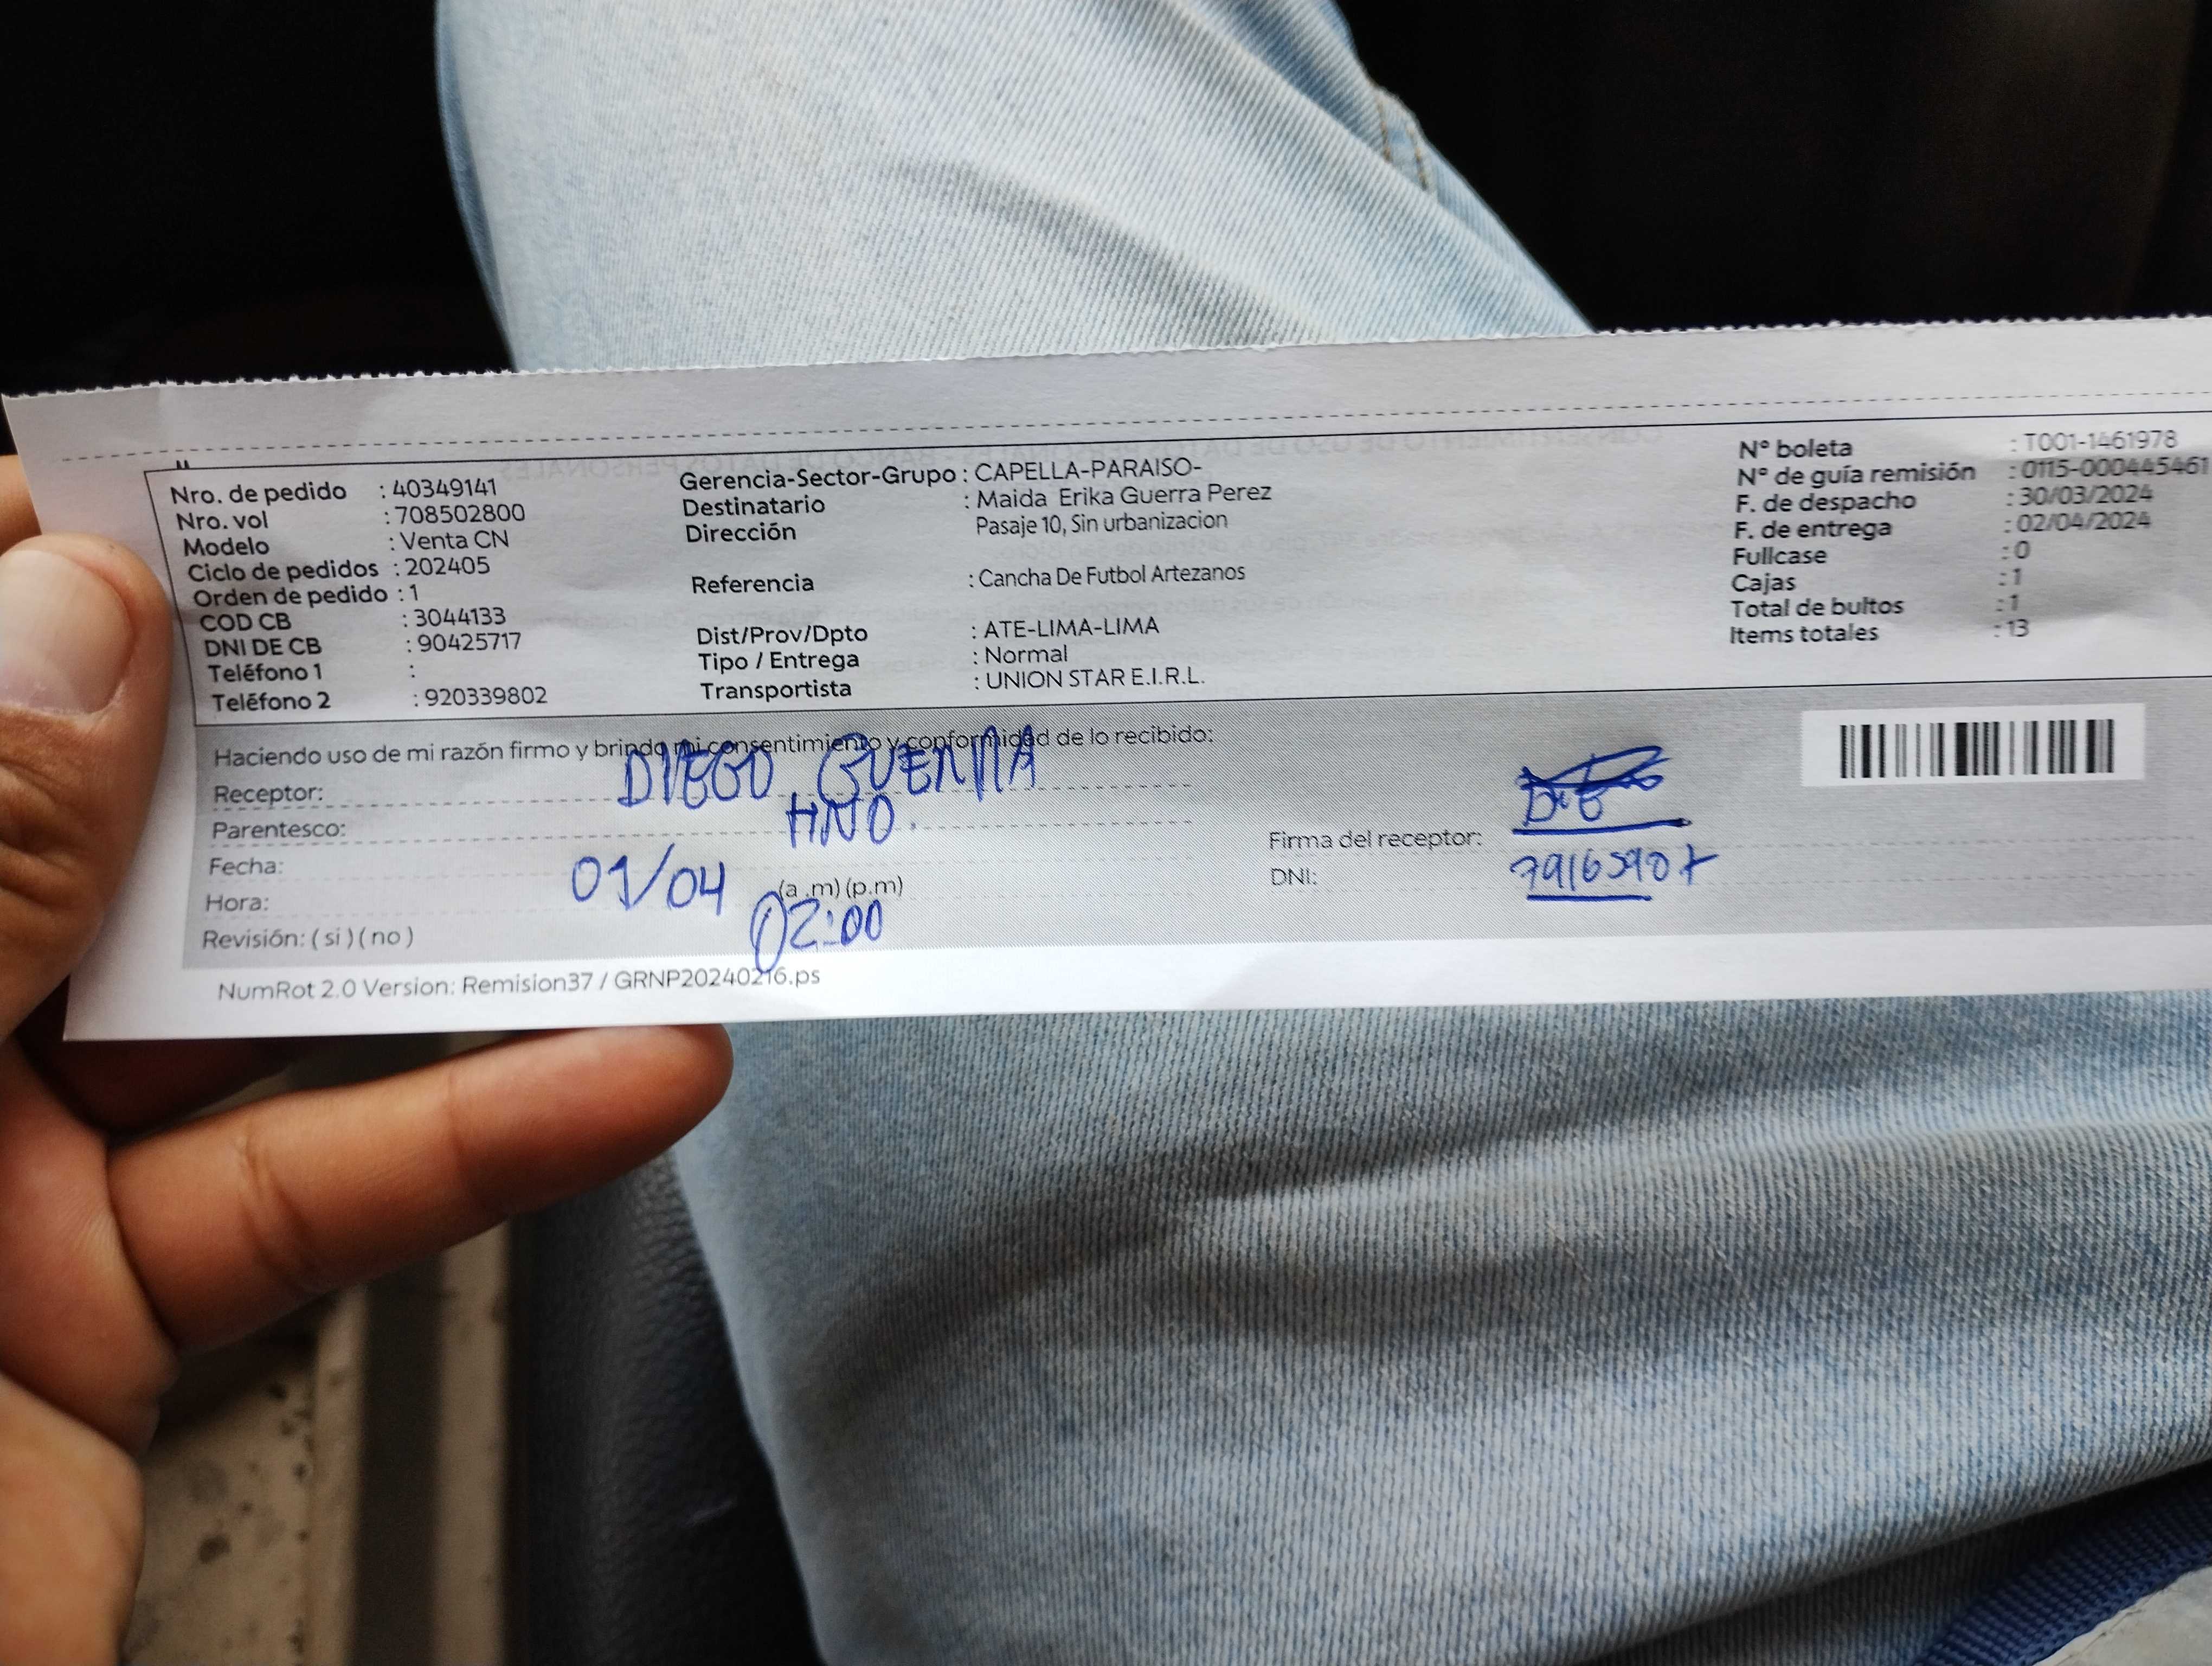 Nro. de pedido : 40349141
Nro. vol : 708502800
Modelo : Venta CN
Ciclo de pedidos : 202405
Orden de pedido : 1
COD CB : 3044133
DNI DE CB : 90425717
Teléfono 1 :
Teléfono 2 : 920339802
Gerencia-Sector-Grupo : CAPELLA-PARAISO-
Destinatario : Maida Erika Guerra Perez
Dirección Pasaje 10, Sin urbanizacion
Referencia : Cancha De Futbol Artezanos
Dist/Prov/Dpto : ATE-LIMA-LIMA
Tipo / Entrega : Normal
Transportista : UNION STAR E.I.R.L.
N° boleta : T001-1461978
N° de guía remisión : 0115-000445461
F. de despacho : 30/03/2024
F. de entrega : 02/04/2024
Fullcase : 0
Cajas : 1
Total de bultos : 1
Items totales : 13
Haciendo uso de mi razón firmo y brindo mi consentimiento y conformidad de lo recibido:
Receptor: DIEGO GUERRA
Parentesco: HNO.
Fecha: 01/04
Hora: (a.m) (p.m) 02:00
Revisión: ( si ) ( no )
Firma del receptor:
DNI:
NumRot 2.0 Version: Remision37 / GRNP20240216.ps